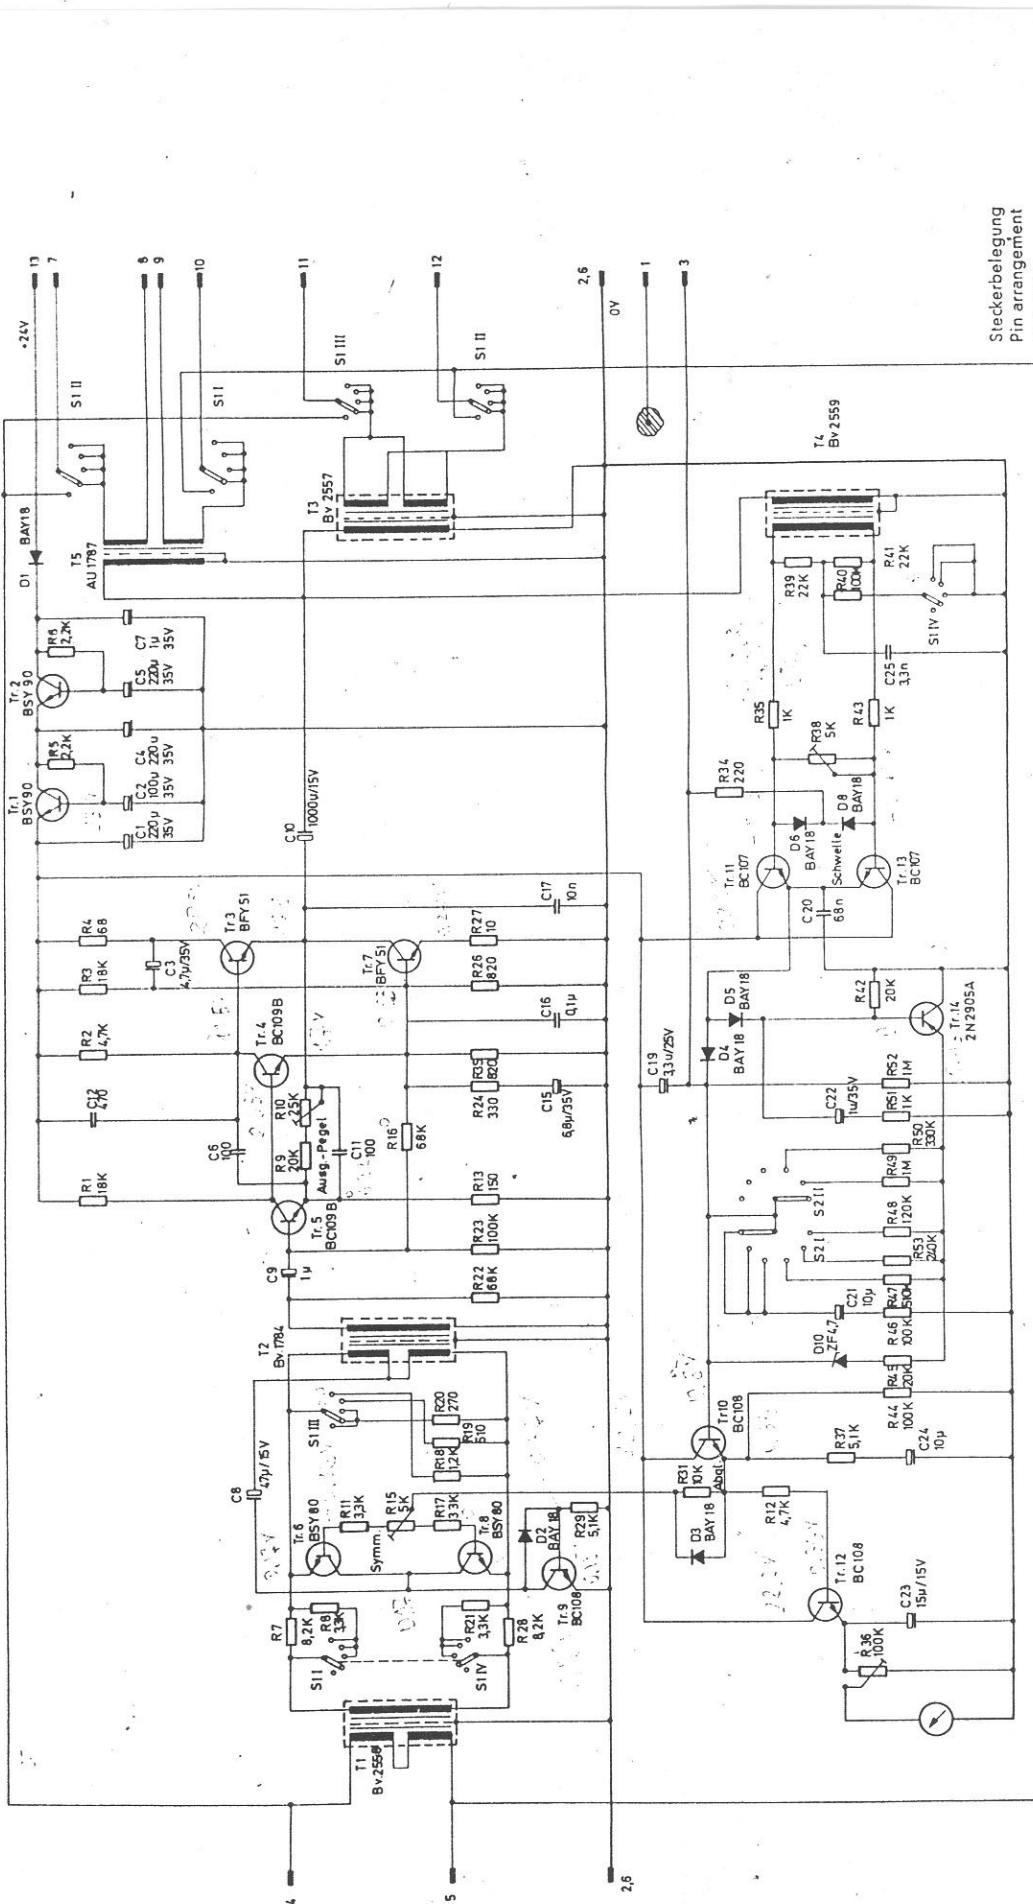 Steckerbelegung
Pin arrangement
+24V
13
7
8
9
10
11
12
2,6
0V
1
3
S1 II
S1 I
S1 III
S1 II
D1
BAY18
T5
AU 1787
T3
Bv 2557
T4
Bv 2559
Tr.2
BSY 90
R6
2,2K
C7
1µ
35V
C5
220µ
35V
Tr.1
BSY90
R5
2,2K
C4
220u
35V
C2
100u
35V
C1
220µ
35V
C10
1000u/15V
R4
68
R3
18K
C3
4,7µ/35V
Tr3
BFY51
R2
4,7K
Tr.4
BC109B
C12
470
C6
100
R1
18K
R10
25K
R9
20K
Ausg.-Pegel
C11
100
Tr.5
BC109B
C9
1µ
Tr.7
BFY51
C17
10n
R27
10
R26
820
C16
0,1µ
R35
820
R24
330
C15
6,8µ/35V
R16
68K
R13
150
R23
100K
R22
68K
T2
Bv.1784
C8
47µ/15V
S1 III
R20
270
R19
510
R18
1,2K
Tr.6
BSY80
R11
3,3K
R15
5K
Symm.
R17
3,3K
Tr.8
BSY80
D2
BAY18
R29
5,1K
Tr.9
BC108
R7
8,2K
R8
3,3K
S1 I
R21
3,3K
S1 IV
R28
8,2K
T1
Bv.2558
4
5
2,6
R39
22K
R40
100K
R41
22K
S1 IV
C25
3,3n
R35
1K
R43
1K
R38
5K
R34
220
D8
BAY18
D6
BAY18
Schwelle
Tr.11
BC107
Tr.13
BC107
C20
68n
D5
BAY18
D4
BAY18
R42
20K
Tr.14
2N2905A
C19
3,3u/25V
R52
1M
R51
1K
C22
1u/35V
R50
330K
R49
1M
S2 II
R48
120K
S2 I
R53
240K
R47
510K
C21
10µ
R46
100K
D10
ZF4,7
R45
20K
R44
100K
Tr10
BC108
R37
5,1K
C24
10µ
R31
10K
Abgl.
D3
BAY18
R12
4,7K
Tr.12
BC108
C23
15µ/15V
R36
100K